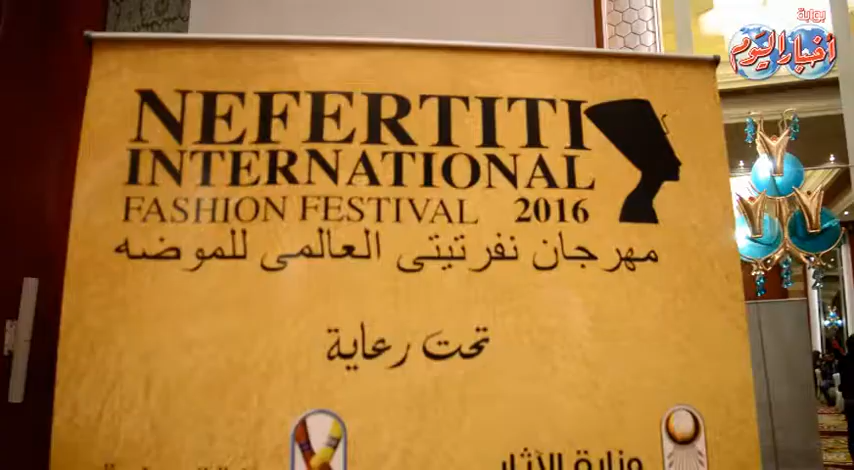 بوابة
أخبار اليوم
NEFERTITI
INTERNATIONAL
FASHION FESTIVAL 2016
مهرجان نفرتيتى العالمى للموضه
تحت رعاية
وزارة الآثار